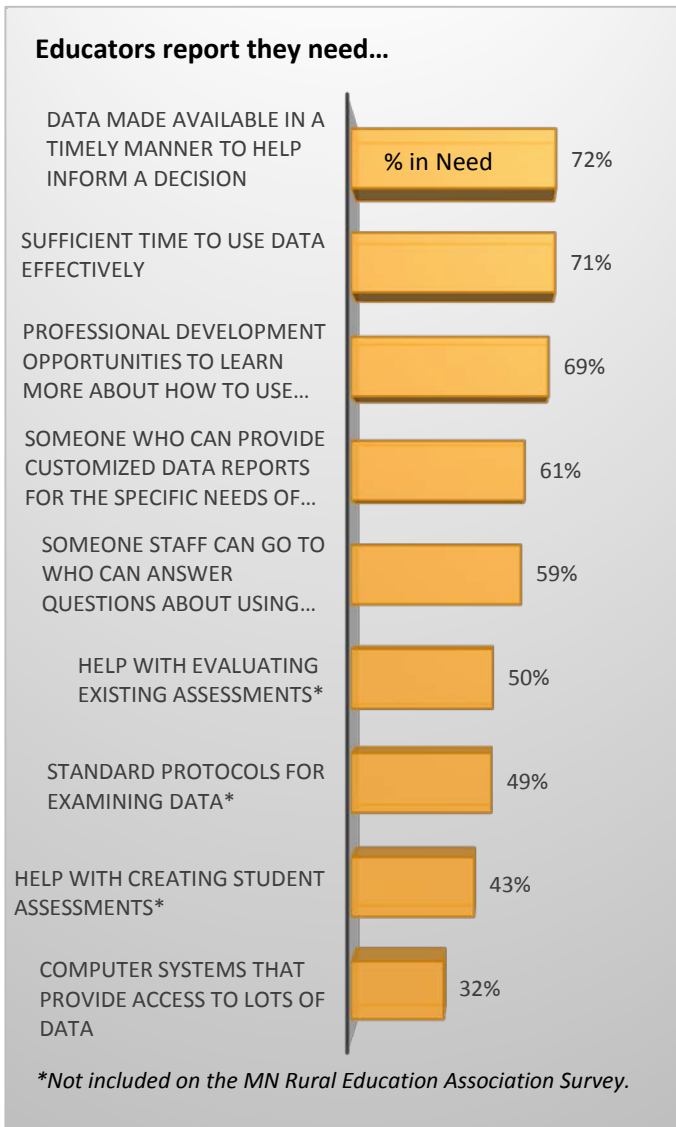 Educators report they need…
DATA MADE AVAILABLE IN A
TIMELY MANNER TO HELP
INFORM A DECISION
% in Need
72%
SUFFICIENT TIME TO USE DATA
EFFECTIVELY
71%
PROFESSIONAL DEVELOPMENT
OPPORTUNITIES TO LEARN
MORE ABOUT HOW TO USE…
69%
SOMEONE WHO CAN PROVIDE
CUSTOMIZED DATA REPORTS
FOR THE SPECIFIC NEEDS OF…
61%
SOMEONE STAFF CAN GO TO
WHO CAN ANSWER
QUESTIONS ABOUT USING…
59%
HELP WITH EVALUATING
EXISTING ASSESSMENTS*
50%
STANDARD PROTOCOLS FOR
EXAMINING DATA*
49%
HELP WITH CREATING STUDENT
ASSESSMENTS*
43%
COMPUTER SYSTEMS THAT
PROVIDE ACCESS TO LOTS OF
DATA
32%
*Not included on the MN Rural Education Association Survey.